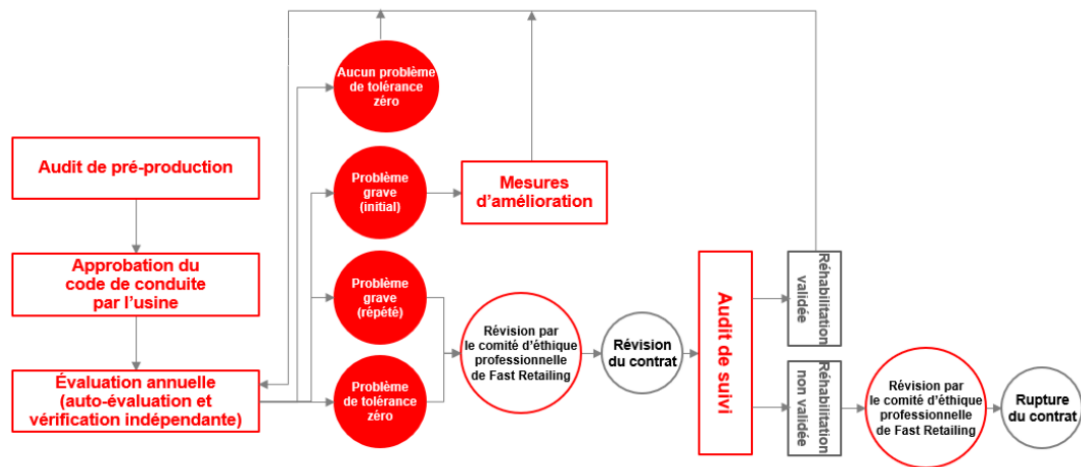 Aucun problème
de tolérance
zéro
Audit de pré-production
Problème
grave
(initial)
Mesures
d'amélioration
Approbation du
code de conduite
par l'usine
Problème
grave
(répété)
Révision par
le comité d'éthique
professionnelle
de Fast Retailing
Révision
du contrat
Audit de suivi
Réhabilitation
validée
Évaluation annuelle
(auto-évaluation et
vérification indépendante)
Problème
de tolérance
zéro
Réhabilitation
non validée
Révision par
le comité d'éthique
professionnelle
de Fast Retailing
Rupture
du contrat